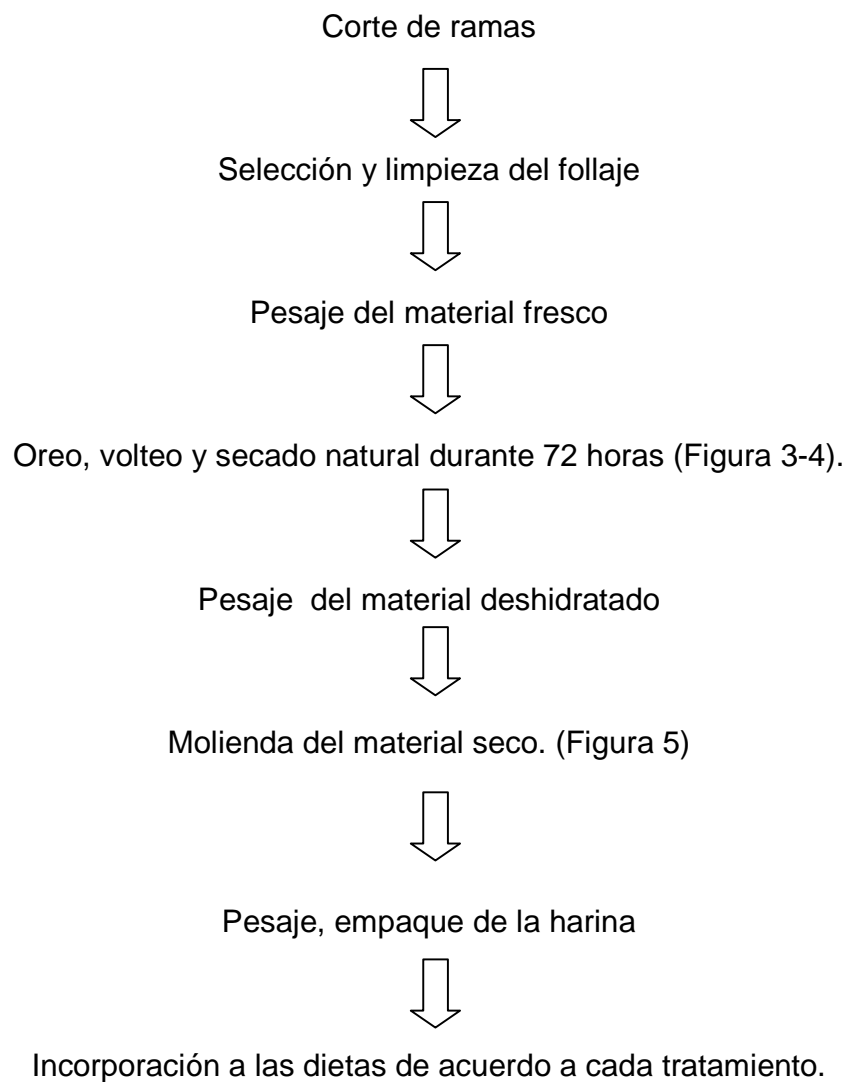 Corte de ramas
Selección y limpieza del follaje
Pesaje del material fresco
Oreo, volteo y secado natural durante 72 horas (Figura 3-4).
Pesaje  del material deshidratado
Molienda del material seco. (Figura 5)
Pesaje, empaque de la harina
Incorporación a las dietas de acuerdo a cada tratamiento.